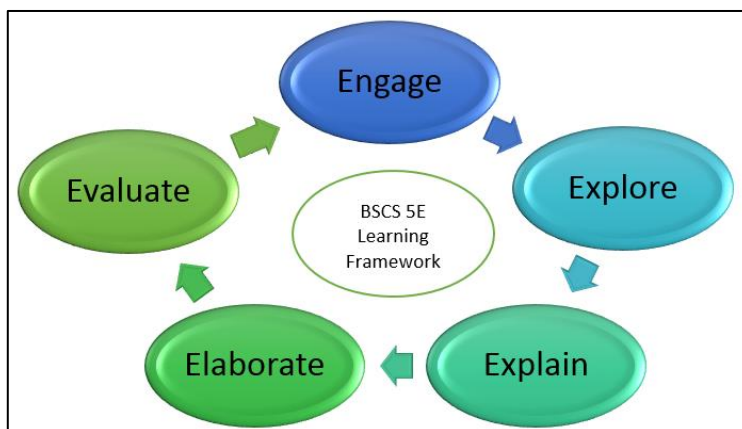 Engage
Explore
Explain
Elaborate
Evaluate
BSCS 5E
Learning
Framework